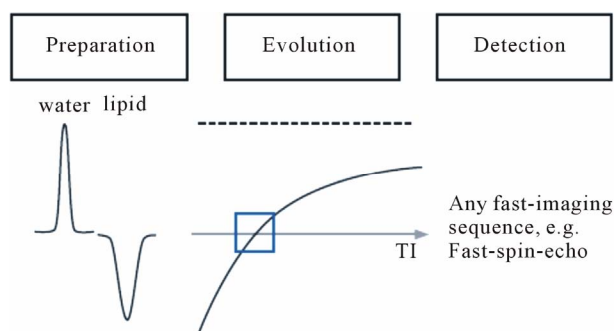 Preparation
Evolution
Detection
water lipid
TI
Any fast-imaging
sequence, e.g.
Fast-spin-echo